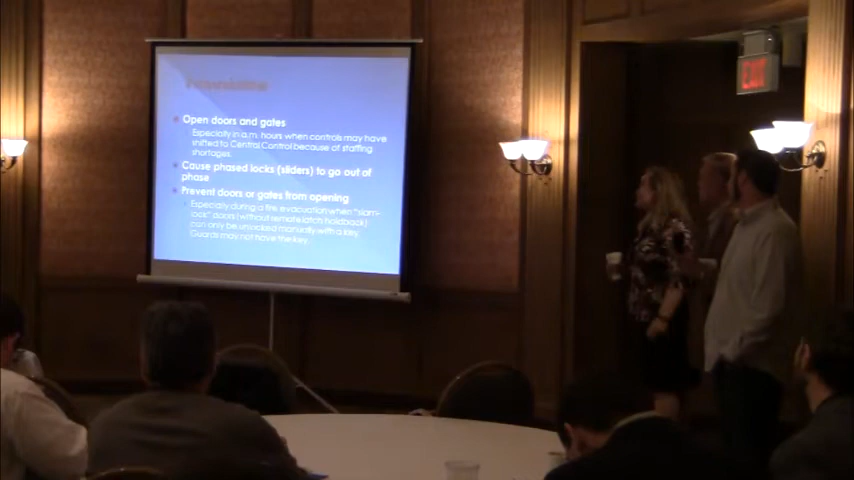 Open doors and gates
Especially in a.m. hours when controls may have
shifted to Central Control because of staffing
shortages.
Cause phased locks (sliders) to go out of
phase
Prevent doors or gates from opening
Especially during a fire evacuation when "slam-
lock" doors (without remote latch holdback)
can only be unlocked manually with a key.
Guards may not have the key.
EXIT